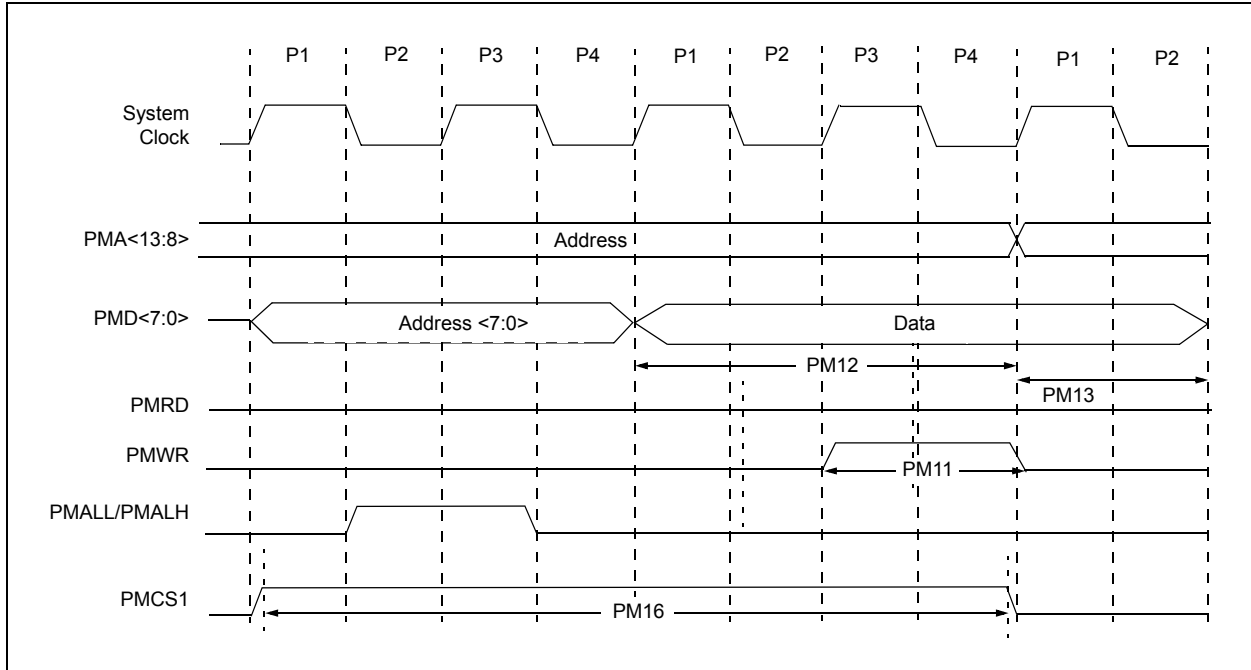 P1 P2 P3 P4 P1 P2 P3 P4 P1 P2
System
Clock
PMA<13:8>
Address
PMD<7:0>
Address <7:0>
Data
PM12
PM13
PMRD
PMWR
PM11
PMALL/PMALH
PMCS1
PM16